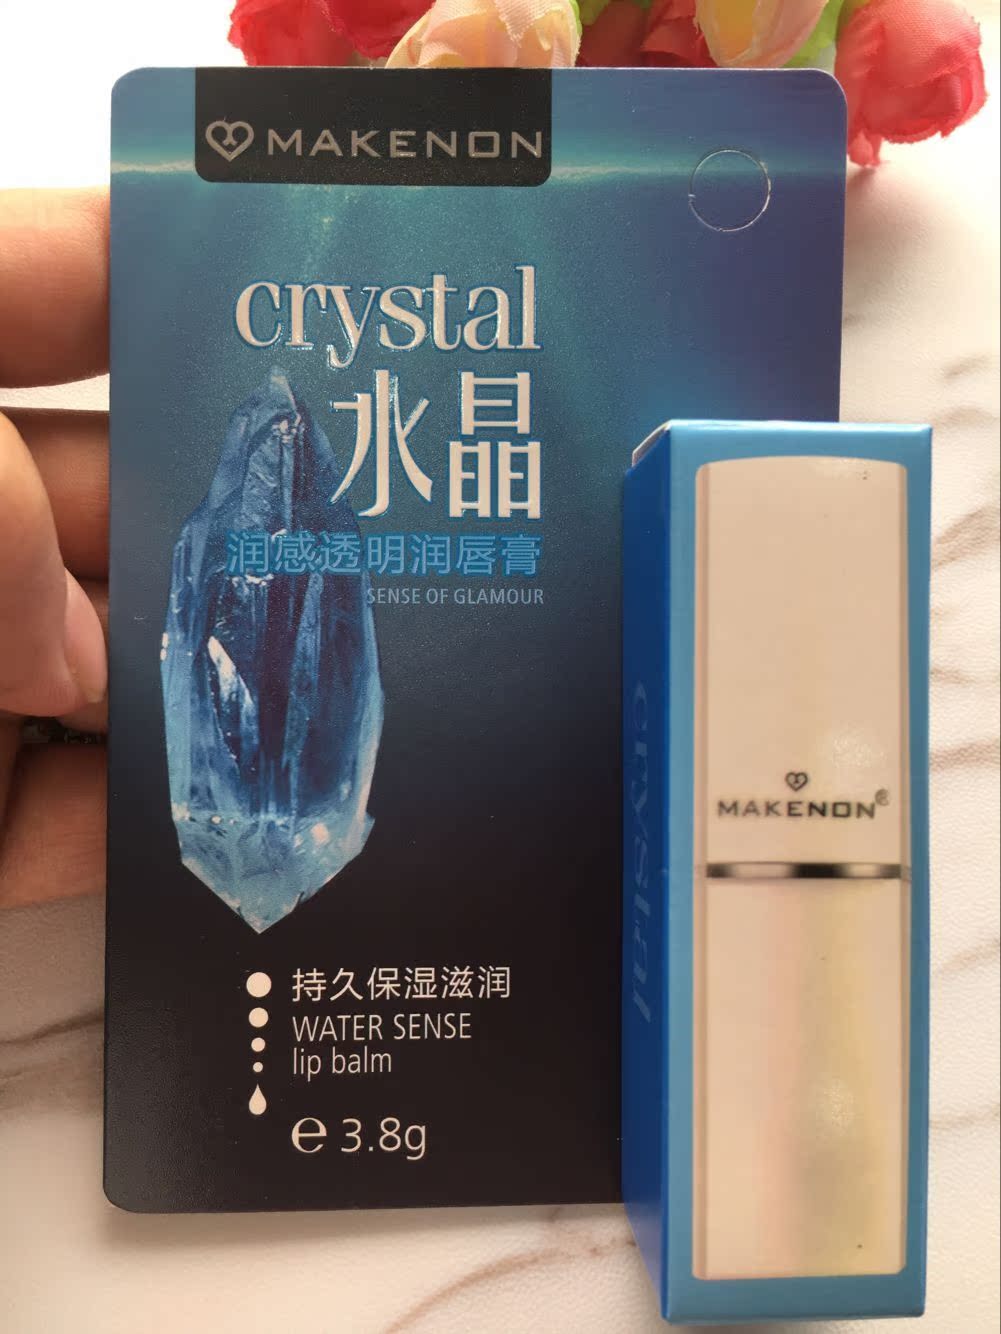 MAKENON
crystal
水晶
润感透明润唇膏
SENSE OF GLAMOUR
持久保湿滋润
WATER SENSE
lip balm
e 3.8g
crystal
MAKENON®